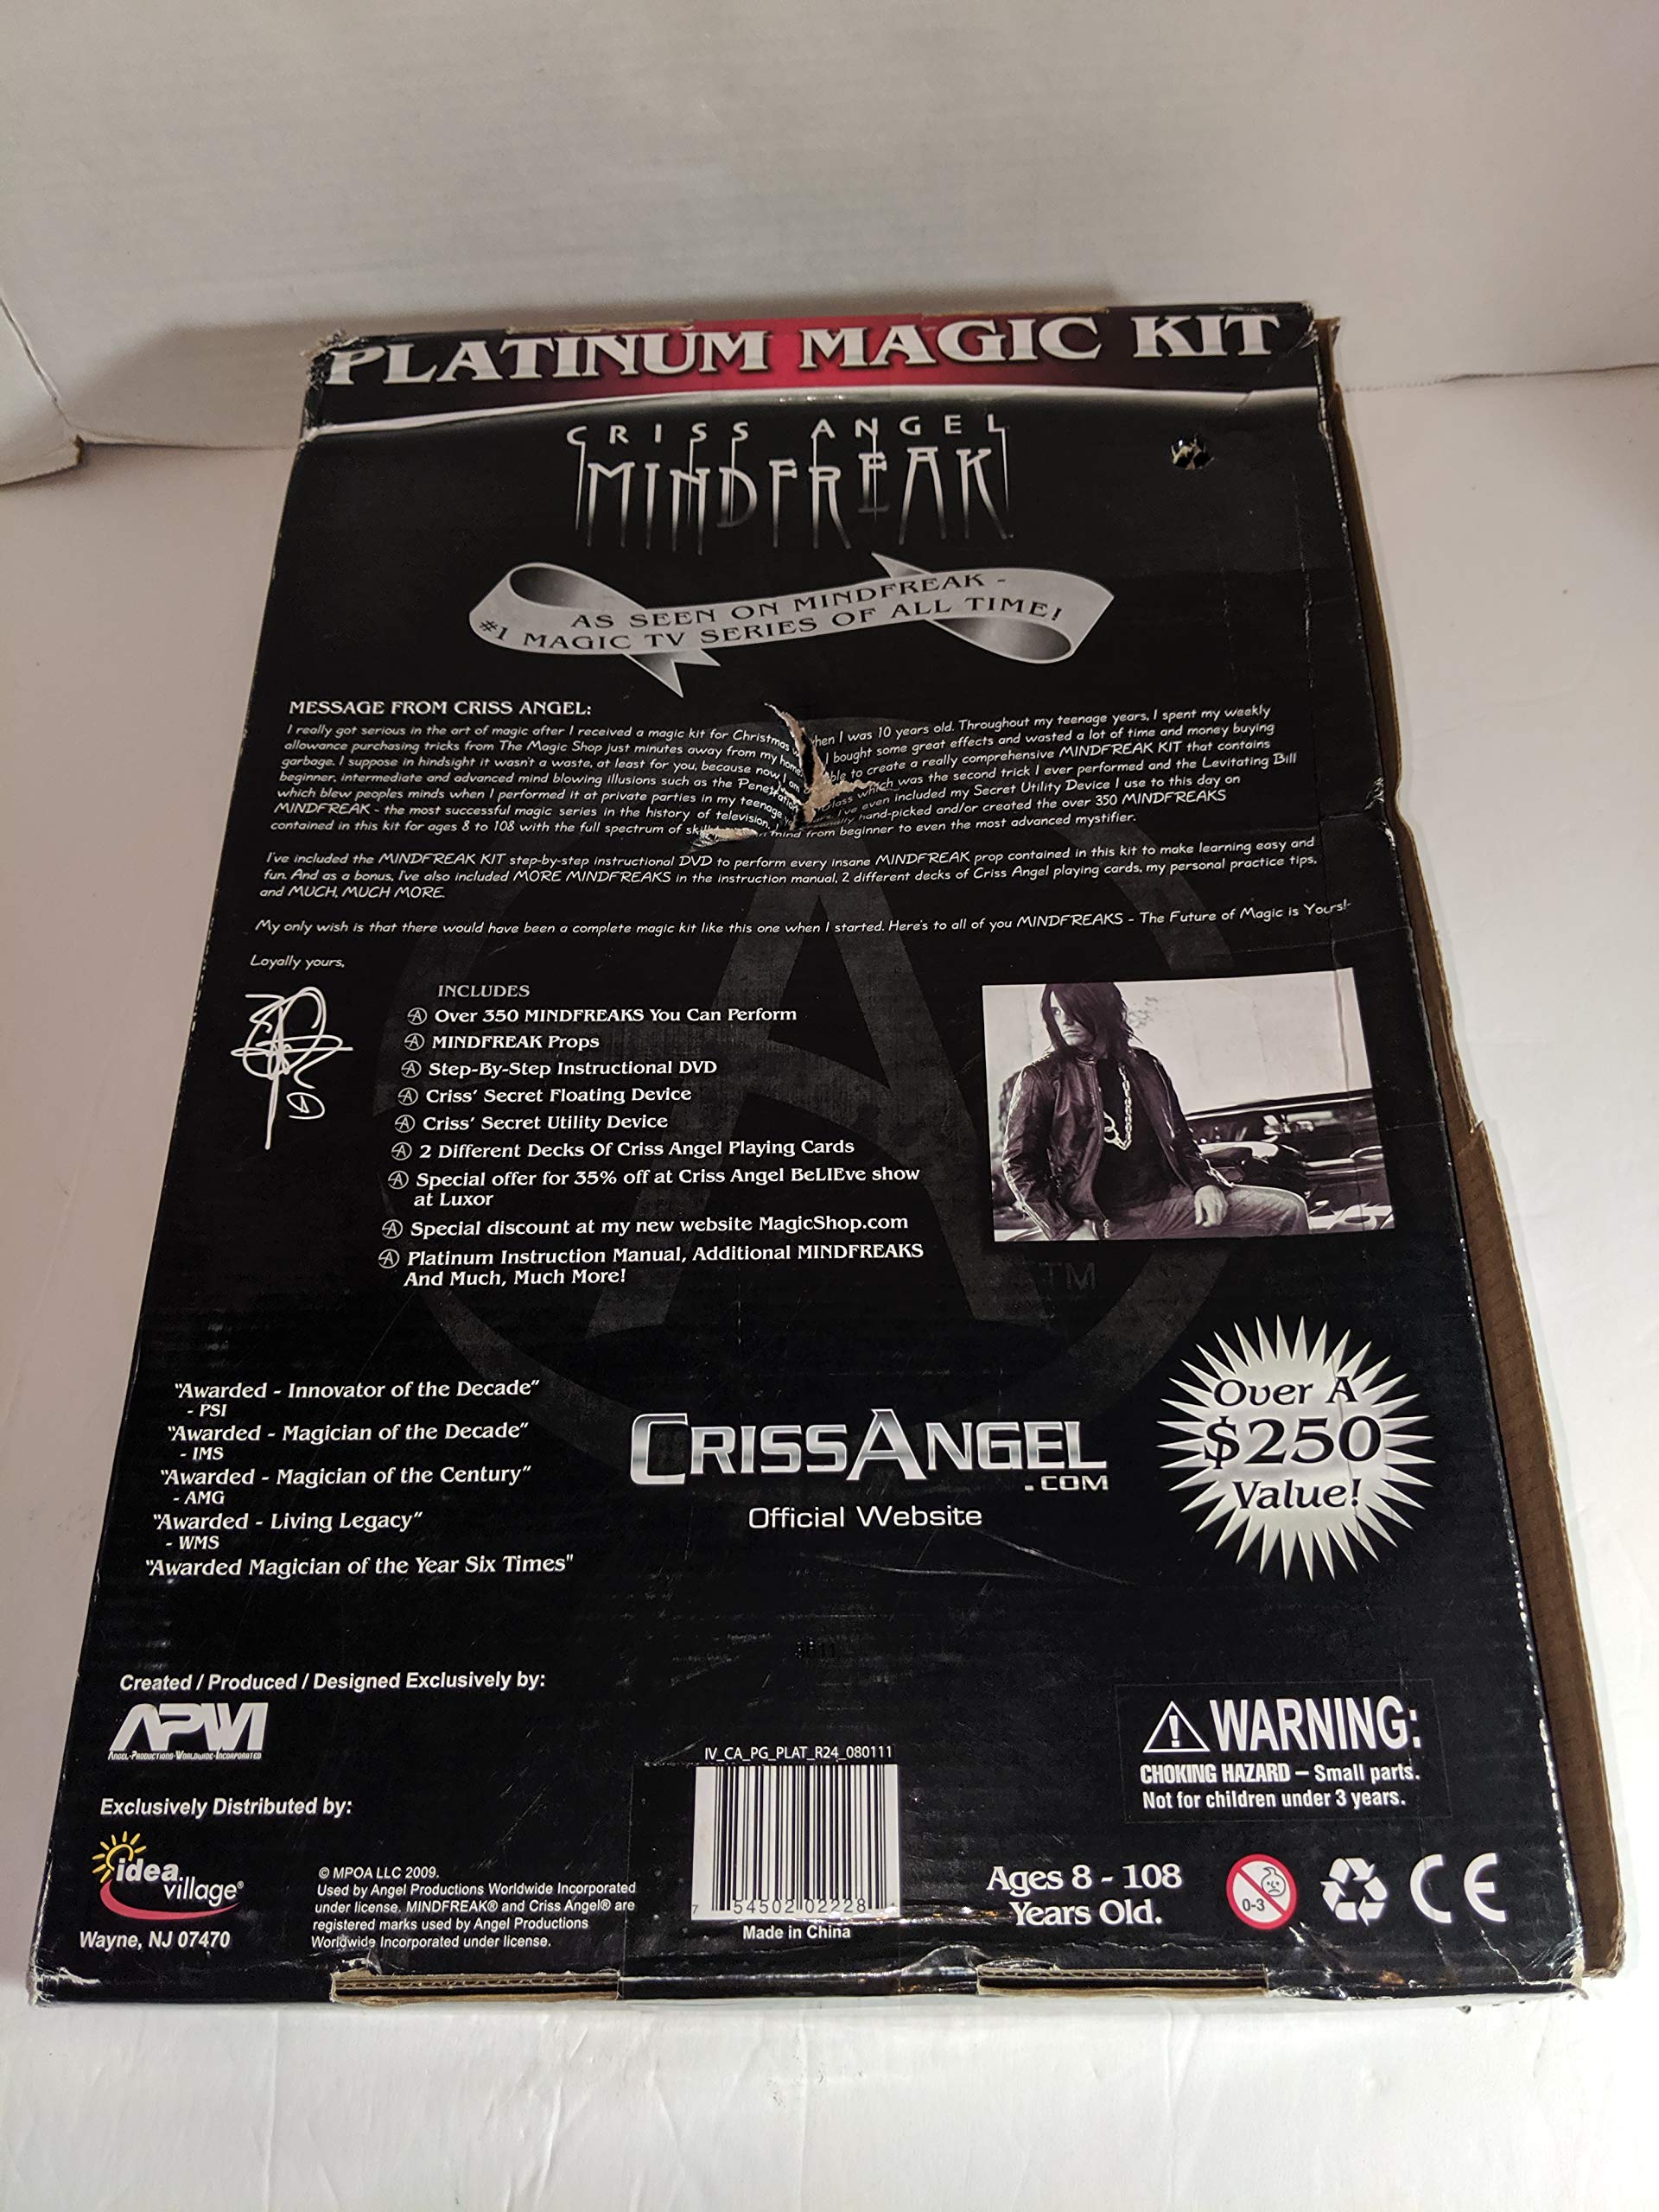 PLATINUM MAGIC KIT
CRISS ANGEL
MINDFREAK
AS SEEN ON MINDFREAK -
#1 MAGIC TV SERIES OF ALL TIME!
MESSAGE FROM CRISS ANGEL:
I really got serious in the art of magic after I received a magic kit for Christmas when I was 10 years old. Throughout my teenage years, I spent my weekly
allowance purchasing tricks from The Magic Shop just minutes away from my home. I bought some great effects and wasted a lot of time and money buying
garbage. I suppose in hindsight it wasn't a waste, at least for you, because now I am able to create a really comprehensive MINDFREAK KIT that contains
beginner, intermediate and advanced mind blowing illusions such as the Penetration Glass which was the second trick I ever performed and the Levitating Bill
which blew peoples minds when I performed it at private parties in my teenage I've even included my Secret Utility Device I use to this day on
MINDFREAK - the most successful magic series in the history of television. hand-picked and/or created the over 350 MINDFREAKS
contained in this kit for ages 8 to 108 with the full spectrum of mind from beginner to even the most advanced mystifier.
I've included the MINDFREAK KIT step-by-step instructional DVD to perform every insane MINDFREAK prop contained in this kit to make learning easy and
fun. And as a bonus, I've also included MORE MINDFREAKS in the instruction manual, 2 different decks of Criss Angel playing cards, my personal practice tips,
and MUCH, MUCH MORE.
My only wish is that there would have been a complete magic kit like this one when I started. Here's to all of you MINDFREAKS - The Future of Magic is Yours!
Loyally yours,
INCLUDES
Over 350 MINDFREAKS You Can Perform
MINDFREAK Props
Step-By-Step Instructional DVD
Criss' Secret Floating Device
Criss' Secret Utility Device
2 Different Decks Of Criss Angel Playing Cards
Special offer for 35% off at Criss Angel BeLIEve show
at Luxor
Special discount at my new website MagicShop.com
Platinum Instruction Manual, Additional MINDFREAKS
And Much, Much More!
TM
"Awarded - Innovator of the Decade"
- PSI
"Awarded - Magician of the Decade"
- IMS
"Awarded - Magician of the Century"
- AMG
"Awarded - Living Legacy"
- WMS
"Awarded Magician of the Year Six Times"
CRISSANGEL
.COM
Official Website
Over A
$250
Value!
Created / Produced / Designed Exclusively by:
APWI
ANGEL-PRODUCTIONS-WORLDWIDE-INCORPORATED
Exclusively Distributed by:
idea
village®
Wayne, NJ 07470
© MPOA LLC 2009.
Used by Angel Productions Worldwide Incorporated
under license. MINDFREAK® and Criss Angel® are
registered marks used by Angel Productions
Worldwide Incorporated under license.
IV_CA_PG_PLAT_R24_080111
7 54502 02228
Made in China
WARNING:
CHOKING HAZARD – Small parts.
Not for children under 3 years.
Ages 8 - 108
Years Old.
0-3
CE